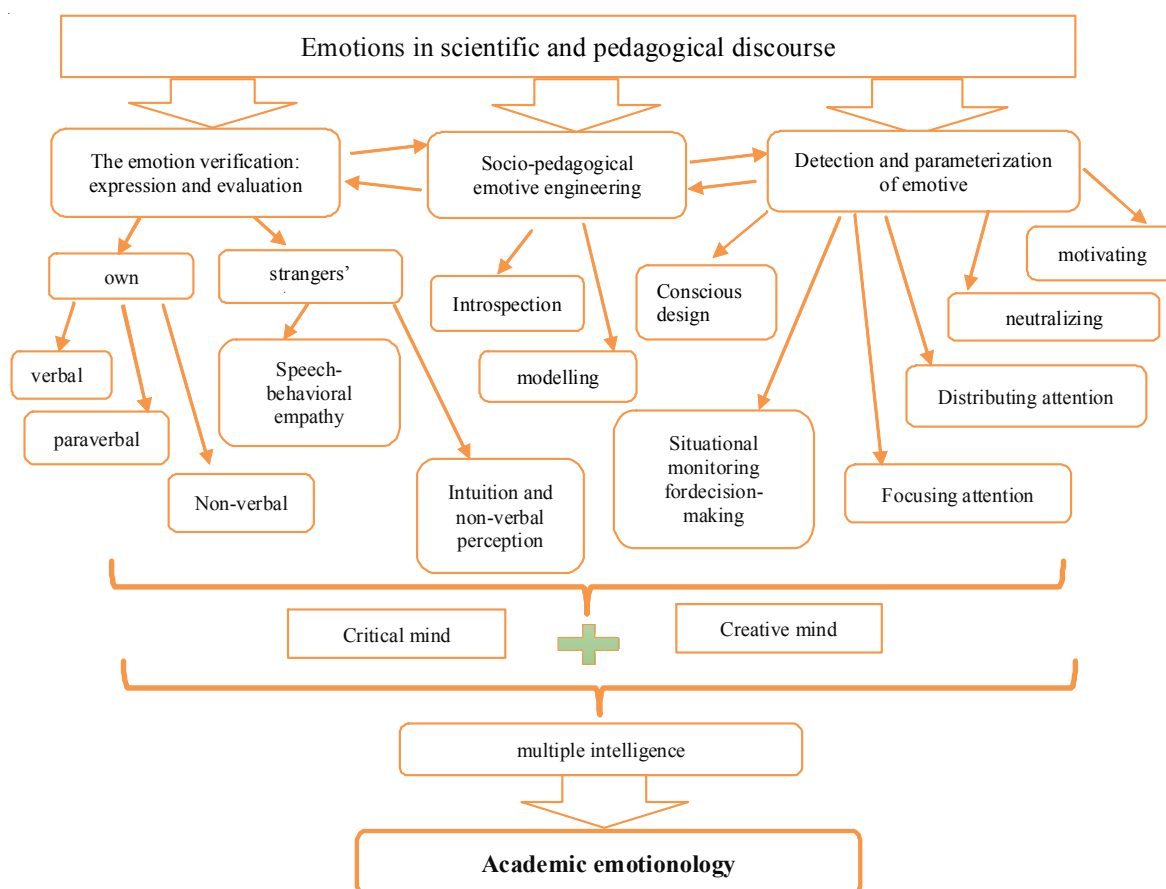 Emotions in scientific and pedagogical discourse
The emotion verification:
expression and evaluation
Socio-pedagogical
emotive engineering
Detection and parameterization
of emotive
own
strangers’
Introspection
modelling
Conscious
design
motivating
neutralizing
Distributing attention
Focusing attention
Situational
monitoring
fordecision-
making
verbal
paraverbal
Non-verbal
Speech-
behavioral
empathy
Intuition and
non-verbal
perception
Critical mind
Creative mind
multiple intelligence
Academic emotionology